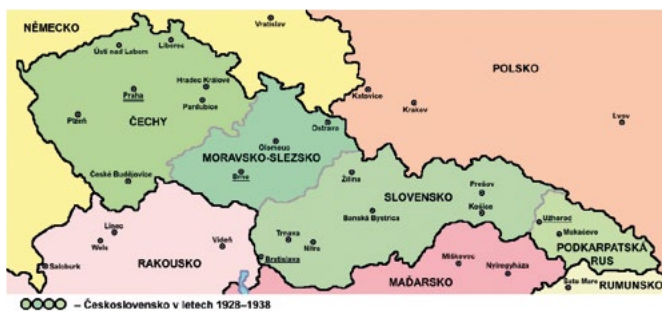 NĚMECKO
Vratislav
Liberec
Ústí nad Labem
POLSKO
Hradec Králové
Praha
Katovice
Pardubice
Krakov
Plzeň
ČECHY
Lvov
Ostrava
Olomouc
MORAVSKO-SLEZSKO
Brno
České Budějovice
Žilina
Prešov
SLOVENSKO
Košice
Banská Bystrica
Užhorod
Mukačevo
Linec
Wels
Vídeň
Trnava
Nitra
PODKARPATSKÁ
RUS
Salcburk
RAKOUSKO
Bratislava
MAĎARSKO
Miškovec
Nyíregyháza
Satu Mare
RUMUNSKO
– Československo v letech 1928–1938